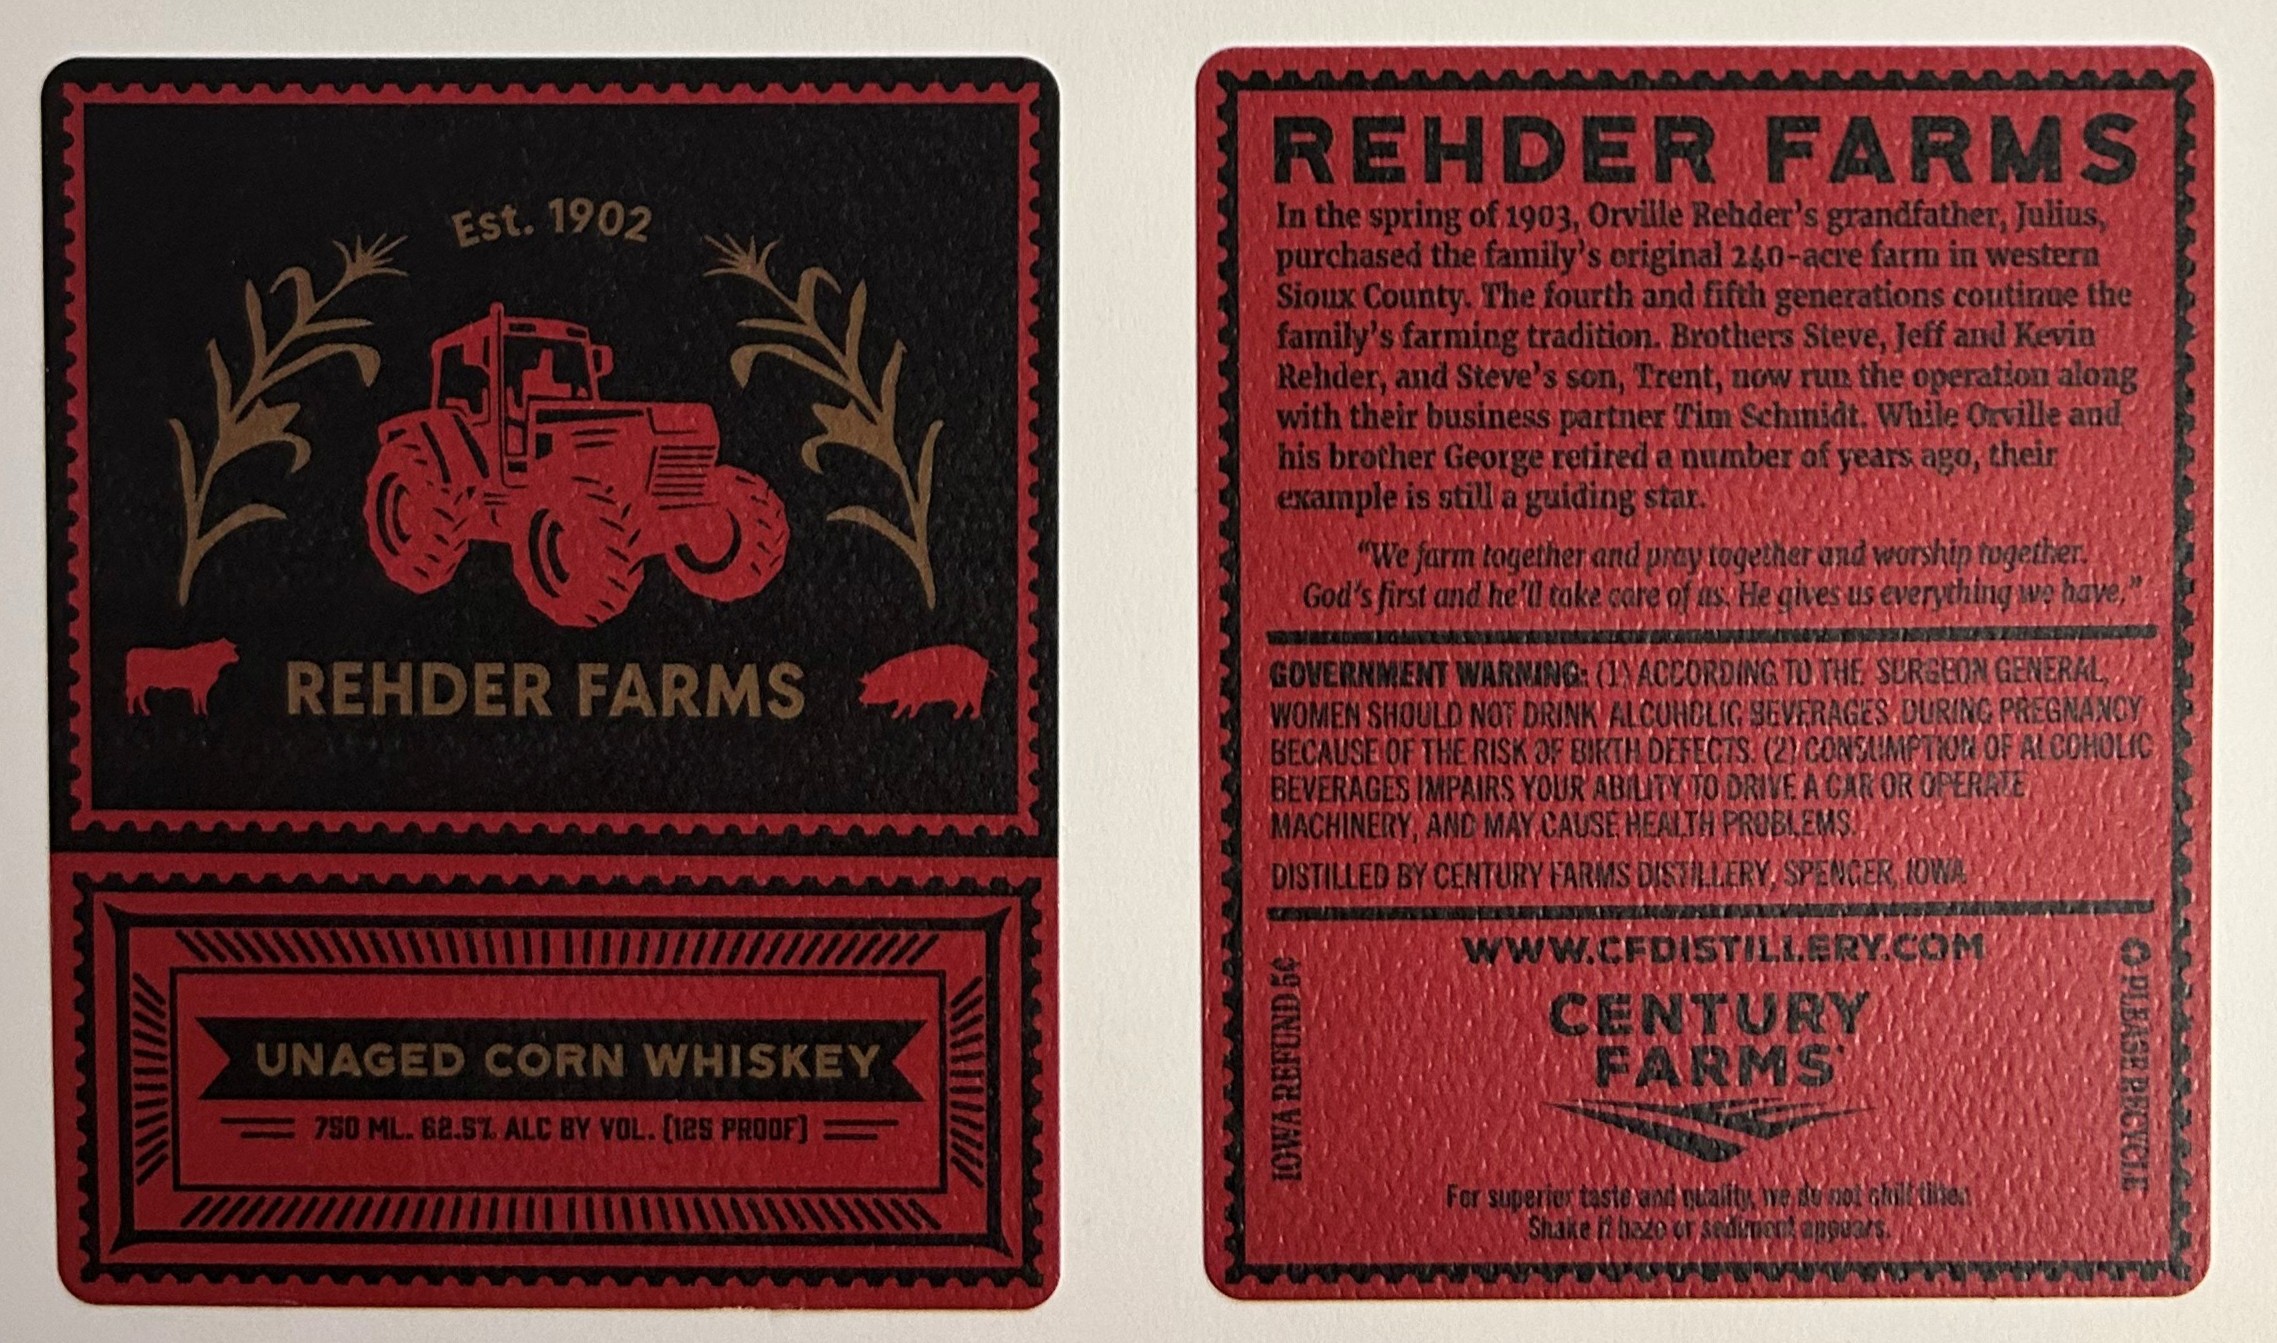 Est. 1902
REHDER FARMS
UNAGED CORN WHISKEY
750 ML. 62.5% ALC BY VOL. (125 PROOF)
REHDER FARMS
In the spring of 1903, Orville Rehder's grandfather, Julius,
purchased the family's original 240-acre farm in western
Sioux County. The fourth and fifth generations continue the
family's farming tradition. Brothers Steve, Jeff and Kevin
Rehder, and Steve's son, Trent, now run the operation along
with their business partner Tim Schmidt. While Orville and
his brother George retired a number of years ago, their
example is still a guiding star.
"We farm together and pray together and worship together.
God's first and he'll take care of us. He gives us everything we have."
GOVERNMENT WARNING: (1) ACCORDING TO THE SURGEON GENERAL,
WOMEN SHOULD NOT DRINK ALCOHOLIC BEVERAGES DURING PREGNANCY
BECAUSE OF THE RISK OF BIRTH DEFECTS. (2) CONSUMPTION OF ALCOHOLIC
BEVERAGES IMPAIRS YOUR ABILITY TO DRIVE A CAR OR OPERATE
MACHINERY, AND MAY CAUSE HEALTH PROBLEMS.
DISTILLED BY CENTURY FARMS DISTILLERY, SPENCER, IOWA
IOWA REFUND 5¢
WWW.CFDISTILLERY.COM
CENTURY
FARMS
PLEASE RECYCLE
For superior taste and quality, we do not chill filter.
Shake if haze or sediment appears.